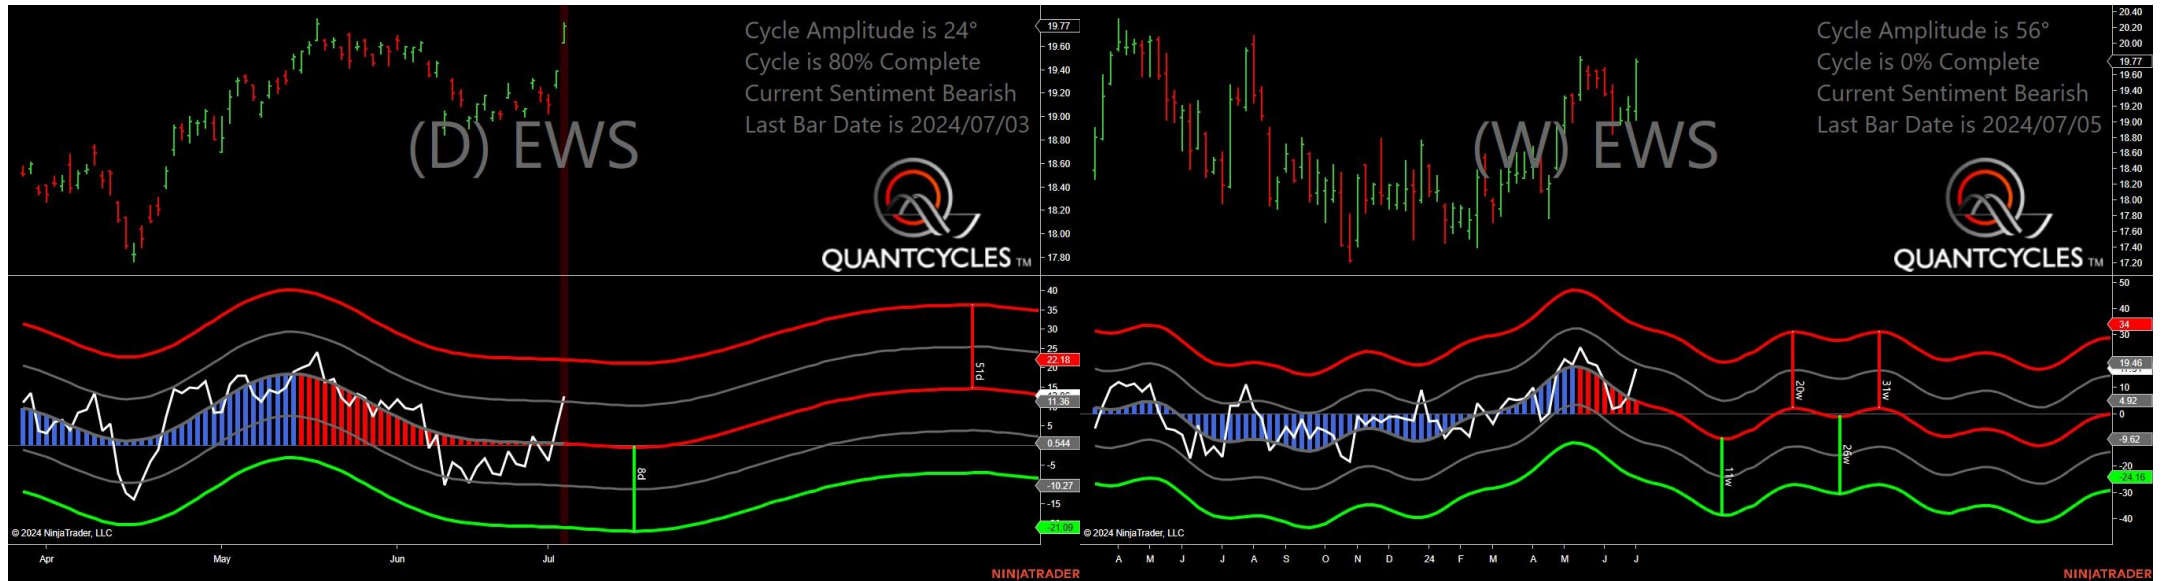 Cycle Amplitude is 24°
Cycle is 80% Complete
Current Sentiment Bearish
Last Bar Date is 2024/07/03
(D) EWS
QUANTCYCLES TM
19.77
19.60
19.40
19.20
19.00
18.80
18.60
18.40
18.20
18.00
17.80
40
35
30
25
22.18
20
15
11.36
5
0.544
-5
-10.27
-15
-21.09
51d
8d
© 2024 NinjaTrader, LLC
Apr May Jun Jul
NINJATRADER
Cycle Amplitude is 56°
Cycle is 0% Complete
Current Sentiment Bearish
Last Bar Date is 2024/07/05
(W) EWS
QUANTCYCLES TM
20.40
20.20
20.00
19.77
19.60
19.40
19.20
19.00
18.80
18.60
18.40
18.20
18.00
17.80
17.60
17.40
17.20
50
34
30
19.46
10
4.92
0
-9.62
-20
-24.16
-30
-40
20w
31w
11w
26w
© 2024 NinjaTrader, LLC
A M J J A S O N D 24 F M A M J J
NINJATRADER